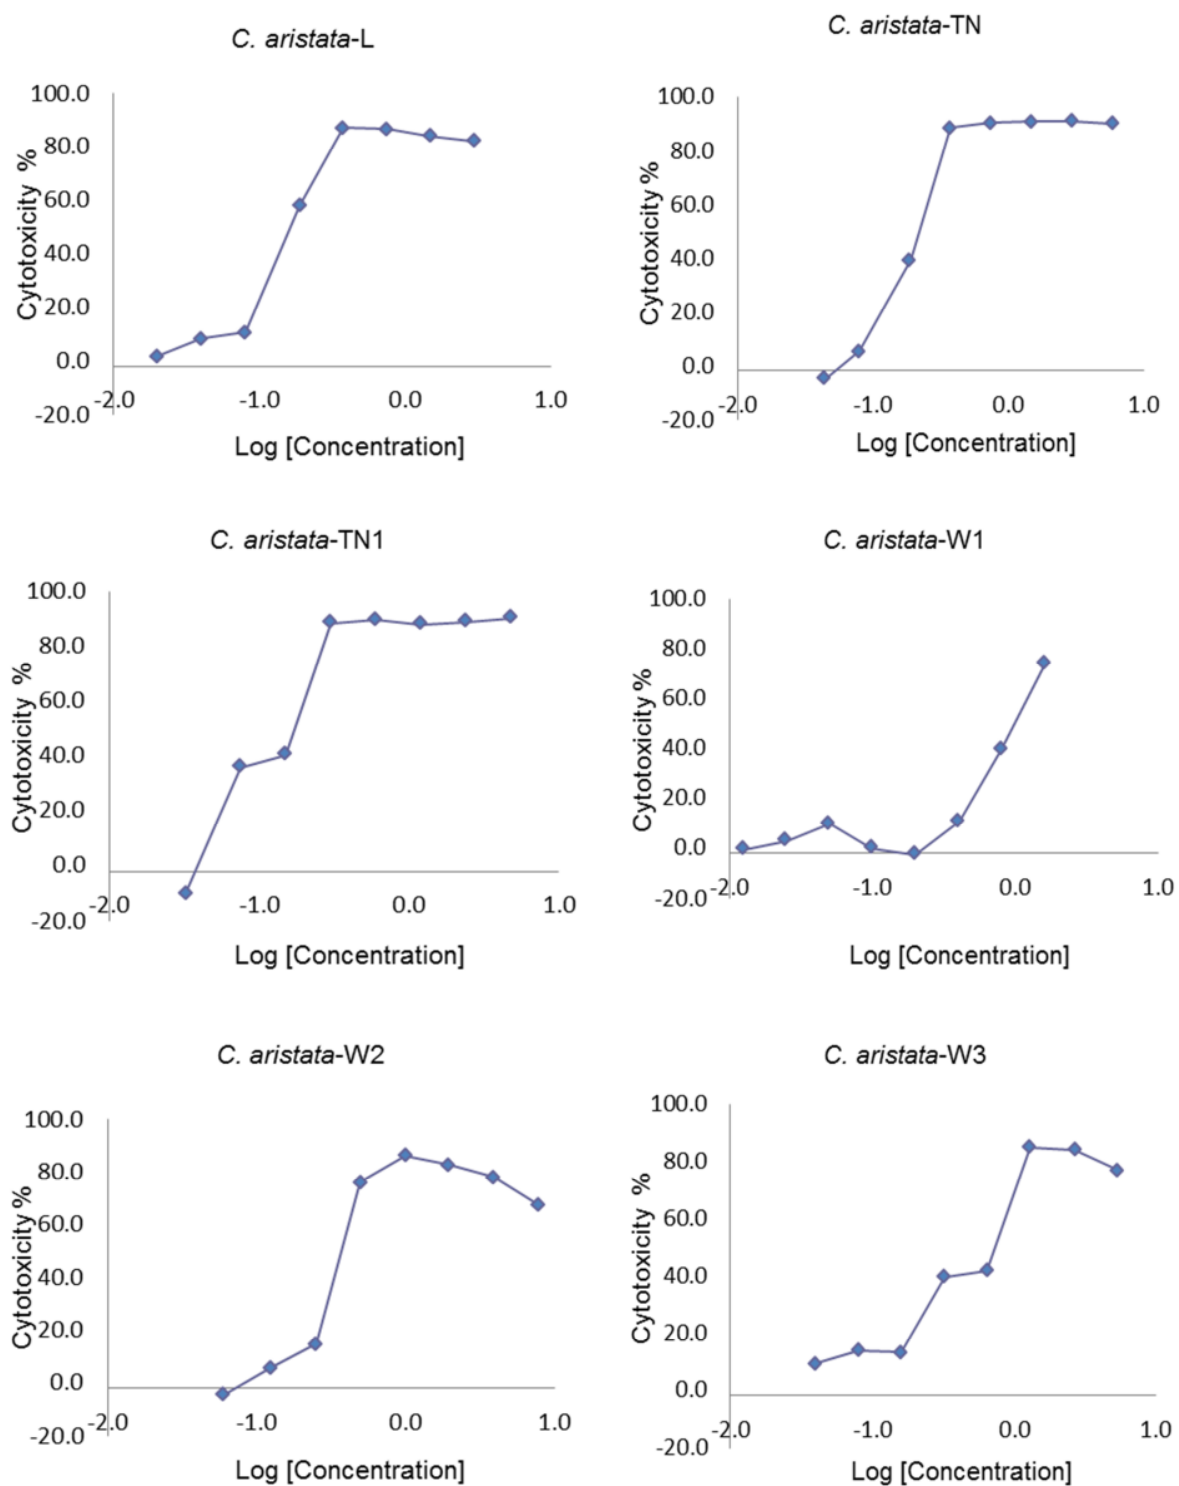 C. aristata-L
100.0
80.0
60.0
40.0
20.0
0.0
-20.0
-2.0 -1.0 0.0 1.0
Cytotoxicity %
Log [Concentration]
C. aristata-TN
100.0
80.0
60.0
40.0
20.0
0.0
-20.0
-2.0 -1.0 0.0 1.0
Cytotoxicity %
Log [Concentration]
C. aristata-TN1
100.0
80.0
60.0
40.0
20.0
0.0
-20.0
-2.0 -1.0 0.0 1.0
Cytotoxicity %
Log [Concentration]
C. aristata-W1
100.0
80.0
60.0
40.0
20.0
0.0
-20.0
-2.0 -1.0 0.0 1.0
Cytotoxicity %
Log [Concentration]
C. aristata-W2
100.0
80.0
60.0
40.0
20.0
0.0
-20.0
-2.0 -1.0 0.0 1.0
Cytotoxicity %
Log [Concentration]
C. aristata-W3
100.0
80.0
60.0
40.0
20.0
0.0
-20.0
-2.0 -1.0 0.0 1.0
Cytotoxicity %
Log [Concentration]